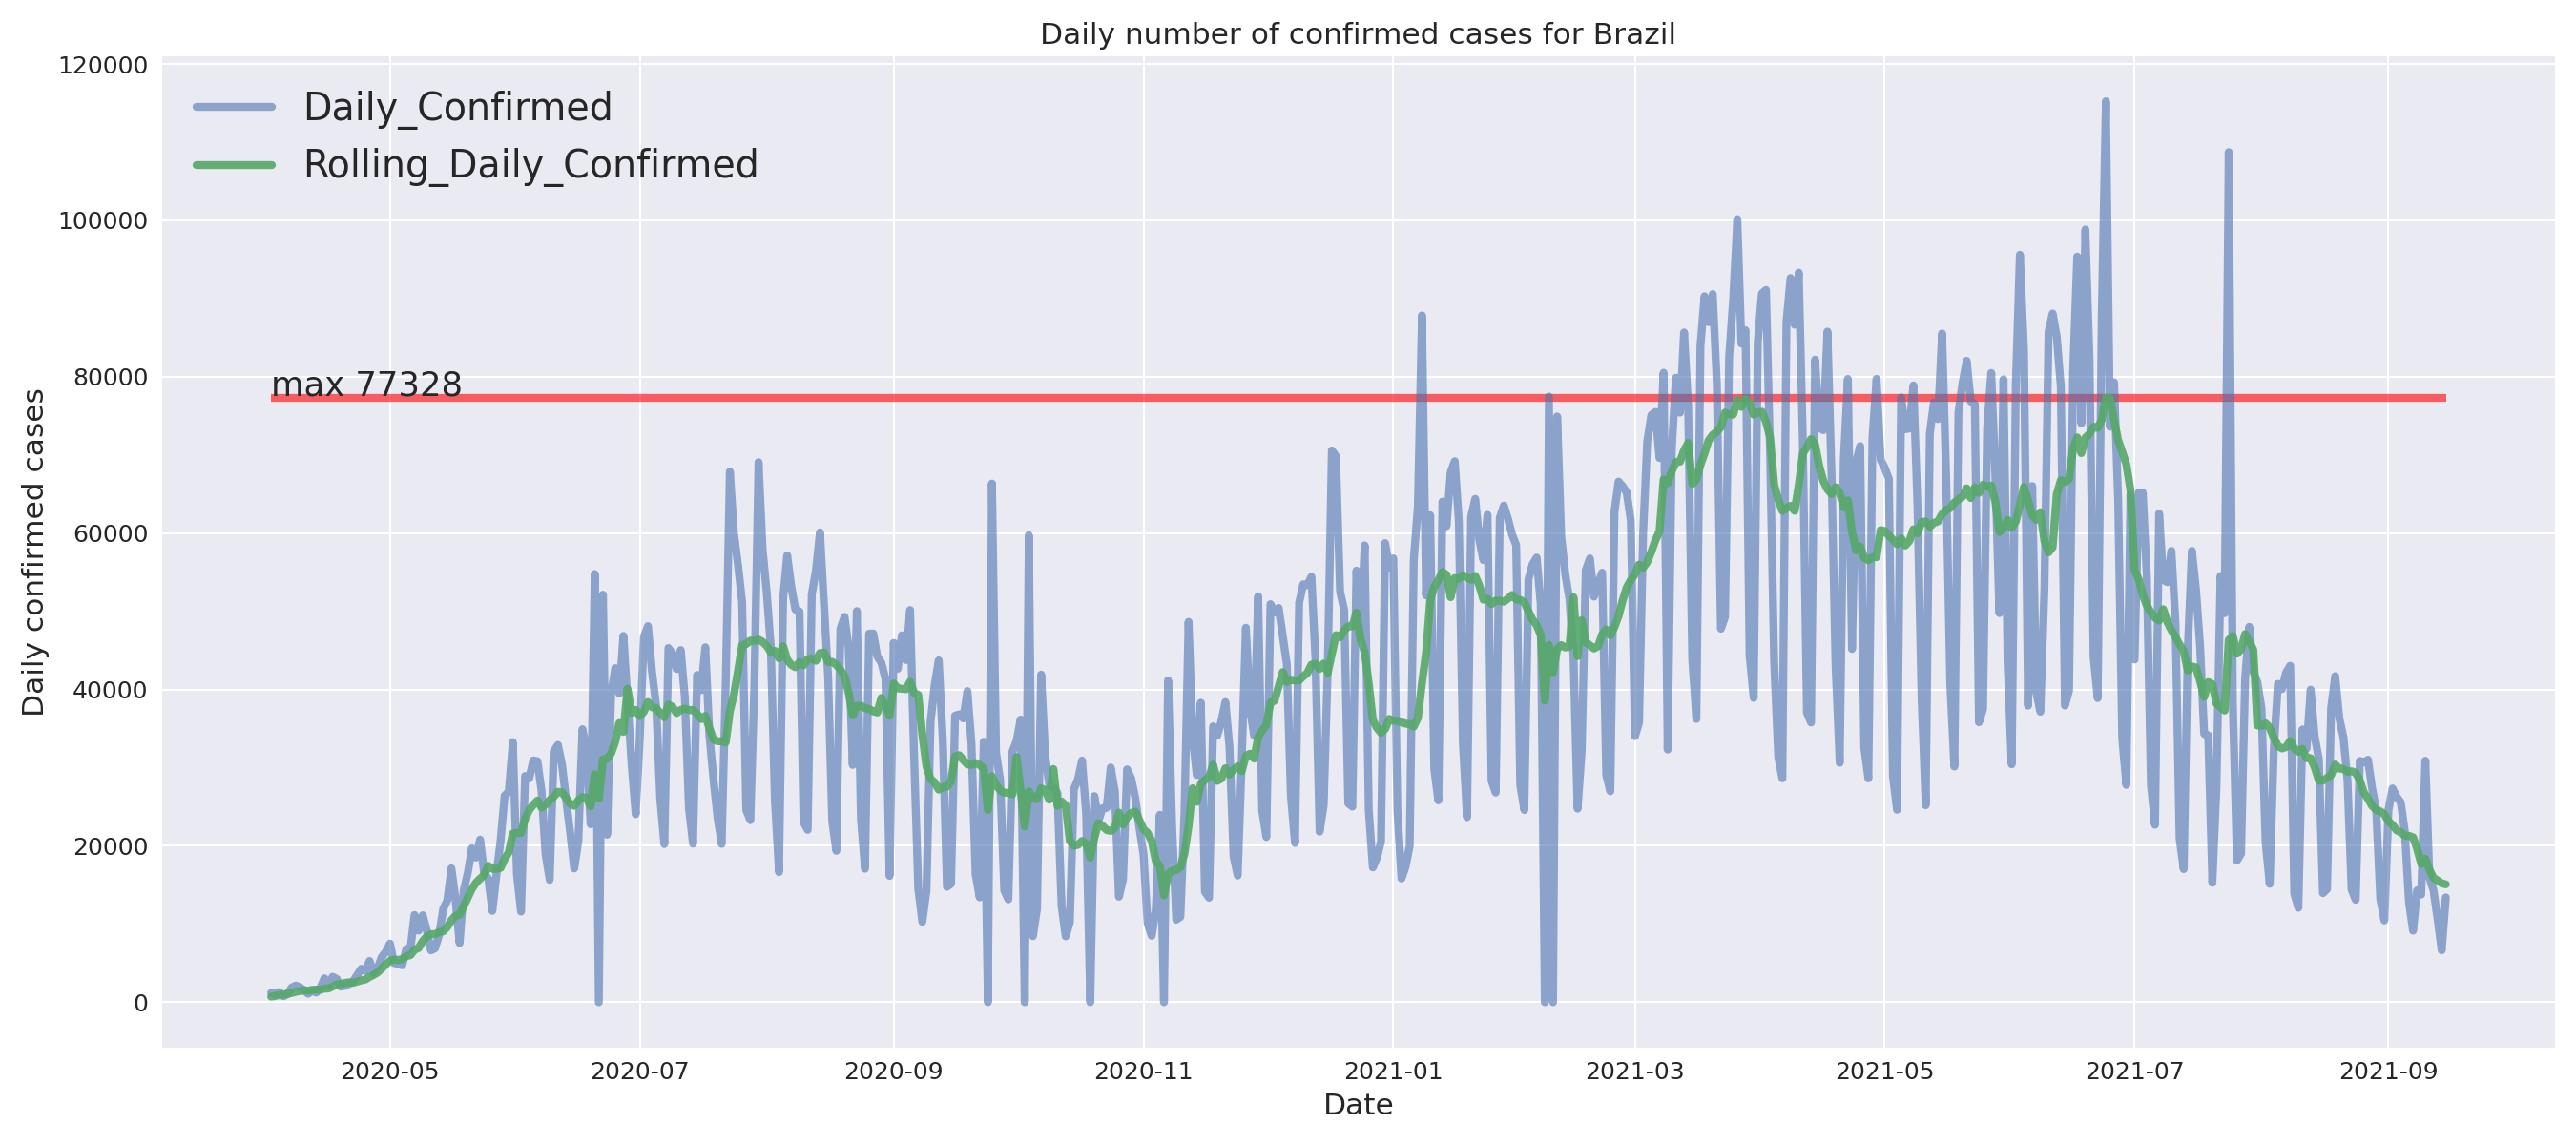 Daily number of confirmed cases for Brazil
120000
100000
80000
60000
40000
20000
0
Daily confirmed cases
Daily_Confirmed
Rolling_Daily_Confirmed
max 77328
2020-05 2020-07 2020-09 2020-11 2021-01 2021-03 2021-05 2021-07 2021-09
Date